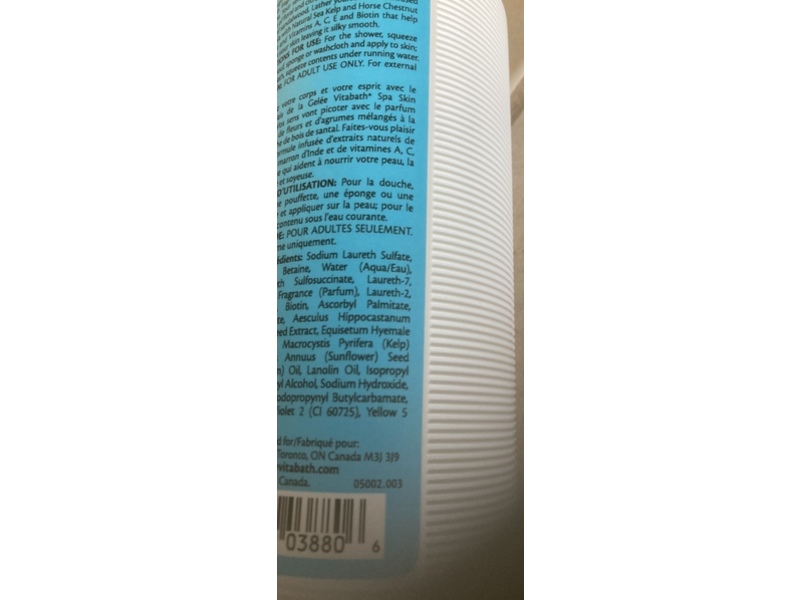 Sea Kelp and Horse Chestnut
Vitamins A, C, E and Biotin that help
skin leaving it silky smooth.
FOR USE: For the shower, squeeze
sponge or washcloth and apply to skin;
squeeze contents under running water.
FOR ADULT USE ONLY. For external
votre corps et votre esprit avec le
de la Gelée Vitabath® Spa Skin
sens vont picoter avec le parfum
de fleurs et d'agrumes mélangés à la
de bois de santal. Faites-vous plaisir
infusée d'extraits naturels de
marron d'Inde et de vitamines A, C,
qui aident à nourrir votre peau, la
et soyeuse.
D'UTILISATION: Pour la douche,
pouffette, une éponge ou une
et appliquer sur la peau; pour le
contenu sous l'eau courante.
POUR ADULTES SEULEMENT.
uniquement.
Sodium Laureth Sulfate,
Betaine, Water (Aqua/Eau),
Sulfosuccinate, Laureth-7,
Fragrance (Parfum), Laureth-2,
Biotin, Ascorbyl Palmitate,
Aesculus Hippocastanum
Extract, Equisetum Hyemale
Macrocystis Pyrifera (Kelp)
Annuus (Sunflower) Seed
Oil, Lanolin Oil, Isopropyl
Alcohol, Sodium Hydroxide,
Butylcarbamate,
2 (CI 60725), Yellow 5
for/Fabriqué pour:
Toronto, ON Canada M3J 3J9
vitabath.com
Canada. 05002.003
03880 6